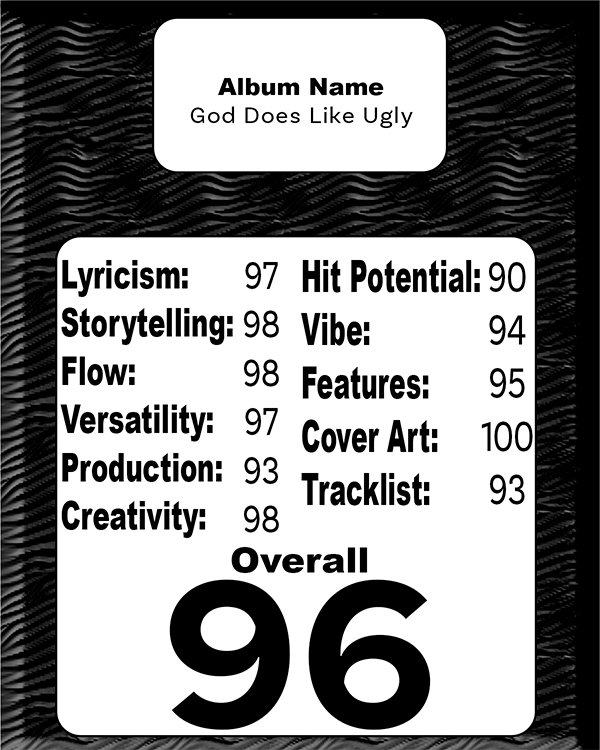 Album Name
God Does Like Ugly
Lyricism: 97
Storytelling: 98
Flow: 98
Versatility: 97
Production: 93
Creativity: 98
Hit Potential: 90
Vibe: 94
Features: 95
Cover Art: 100
Tracklist: 93
Overall
96